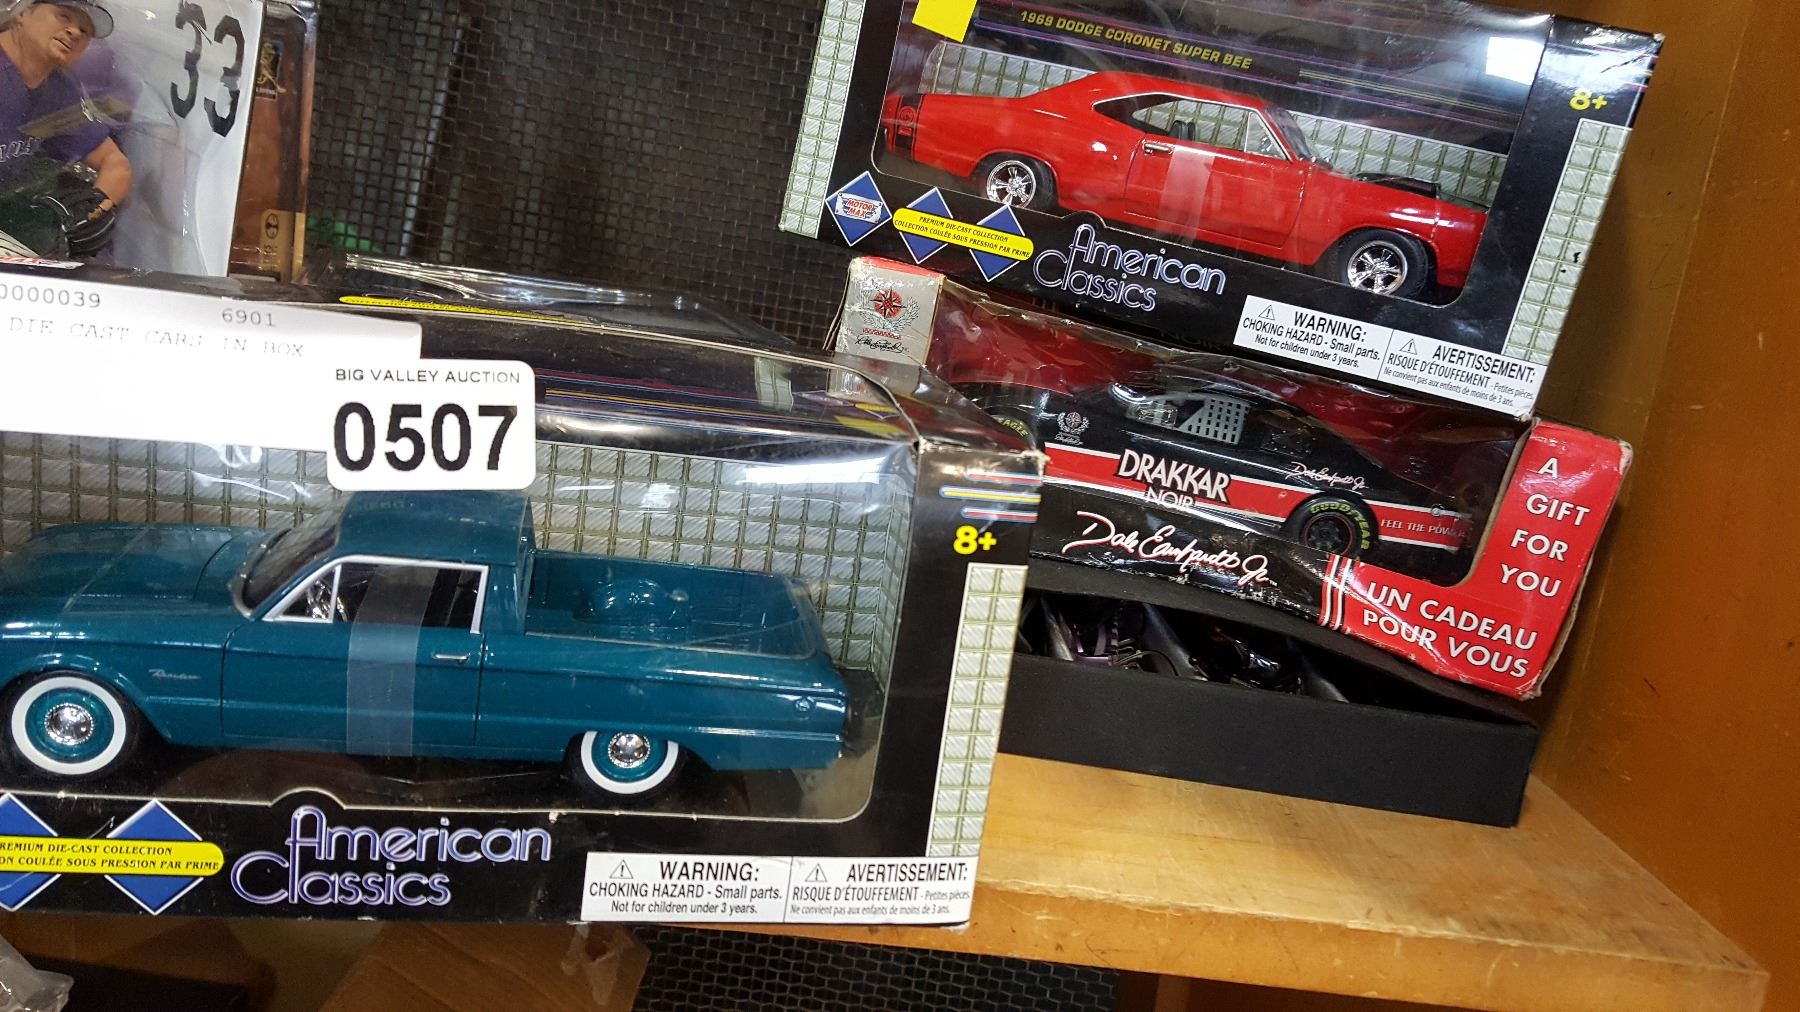 33
0000039
6901
DIE CAST CARS IN BOX
BIG VALLEY AUCTION
0507
8+
Ranchero
PREMIUM DIE-CAST COLLECTION
ON COULÉE SOUS PRESSION PAR PRIME
American
Classics
WARNING:
CHOKING HAZARD - Small parts.
Not for children under 3 years.
AVERTISSEMENT:
RISQUE D'ÉTOUFFEMENT - Petites pièces.
Ne convient pas aux enfants de moins de 3 ans.
1969 DODGE CORONET SUPER BEE
8+
MOTOR
MAX
PREMIUM DIE-CAST COLLECTION
COLLECTION COULÉE SOUS PRESSION PAR PRIME
American
Classics
WARNING:
CHOKING HAZARD - Small parts.
Not for children under 3 years.
AVERTISSEMENT:
RISQUE D'ÉTOUFFEMENT - Petites pièces.
Ne convient pas aux enfants de moins de 3 ans.
EAGLE
DRAKKAR
NOIR
Dale Earnhardt Jr.
GOODYEAR
FEEL THE POWER
Dale Earnhardt Jr.
A
GIFT
FOR
YOU
UN CADEAU
POUR VOUS